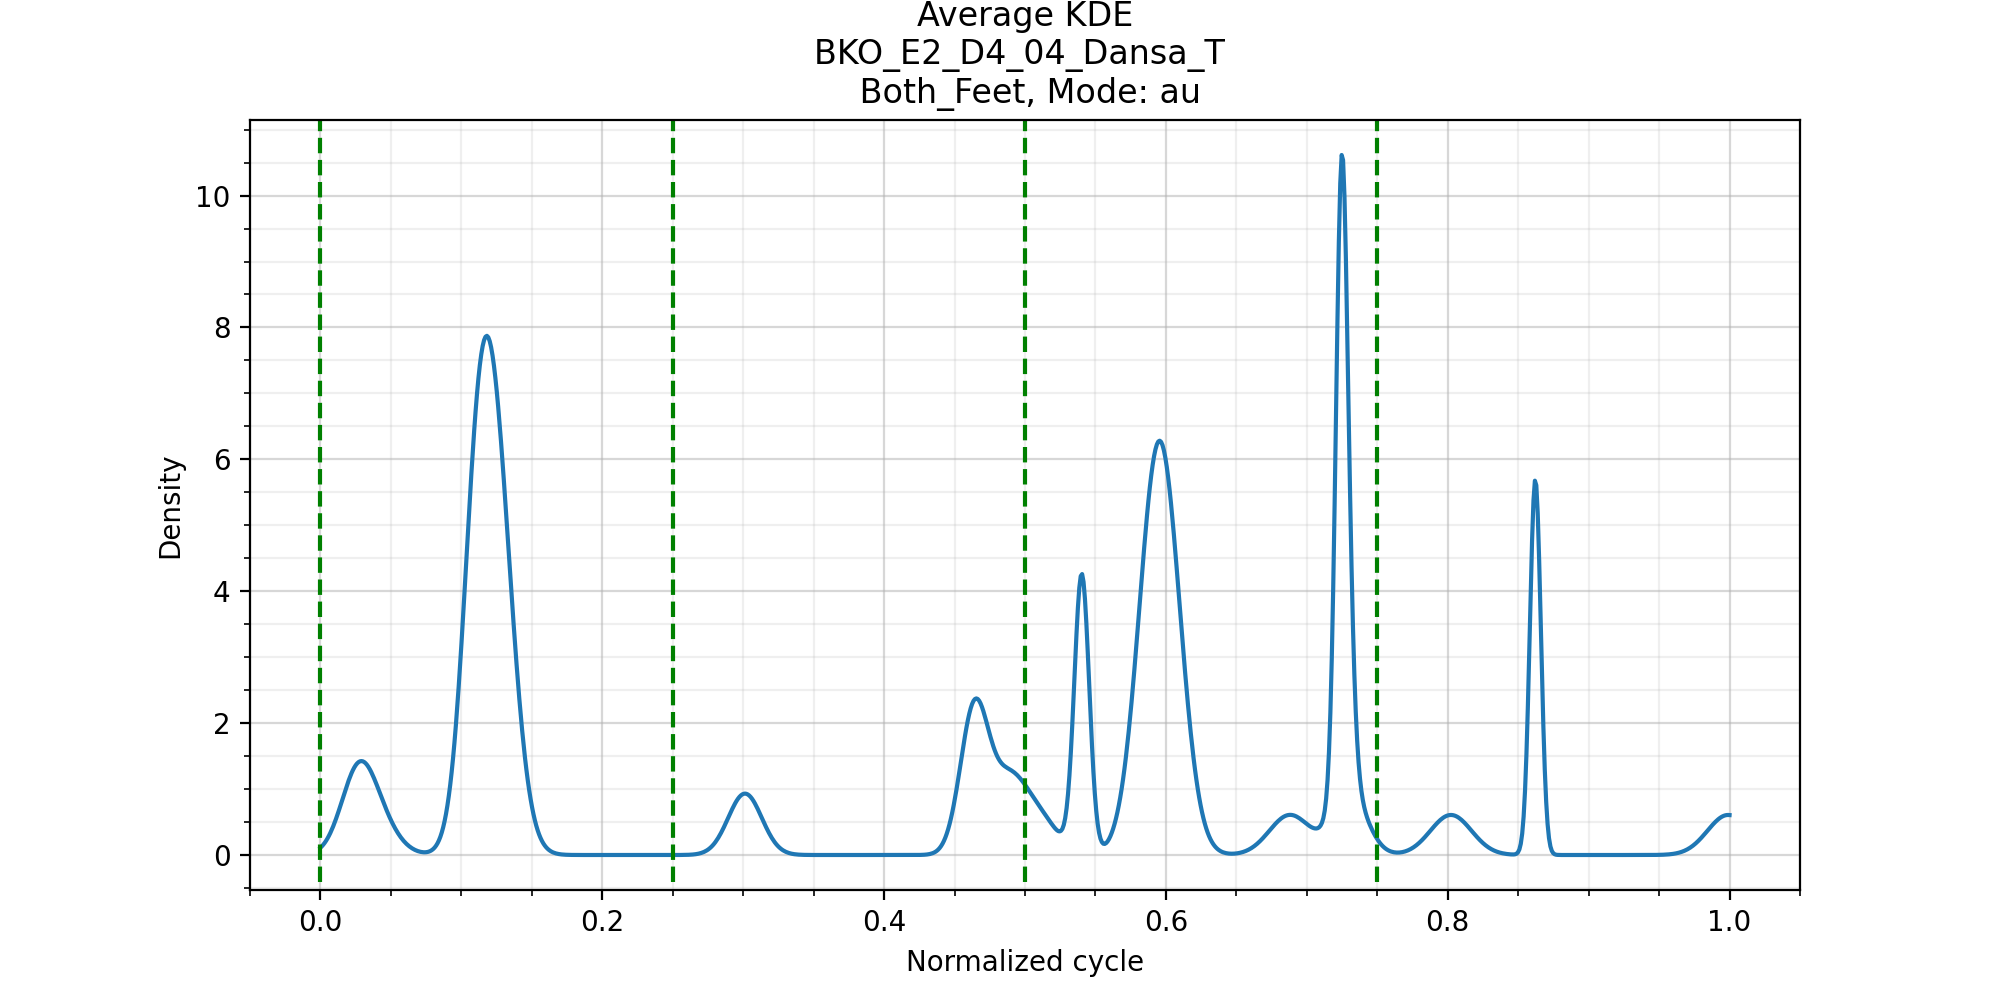 Average KDE
BKO_E2_D4_04_Dansa_T
Both_Feet, Mode: au
Density
10
8
6
4
2
0
0.0 0.2 0.4 0.6 0.8 1.0
Normalized cycle